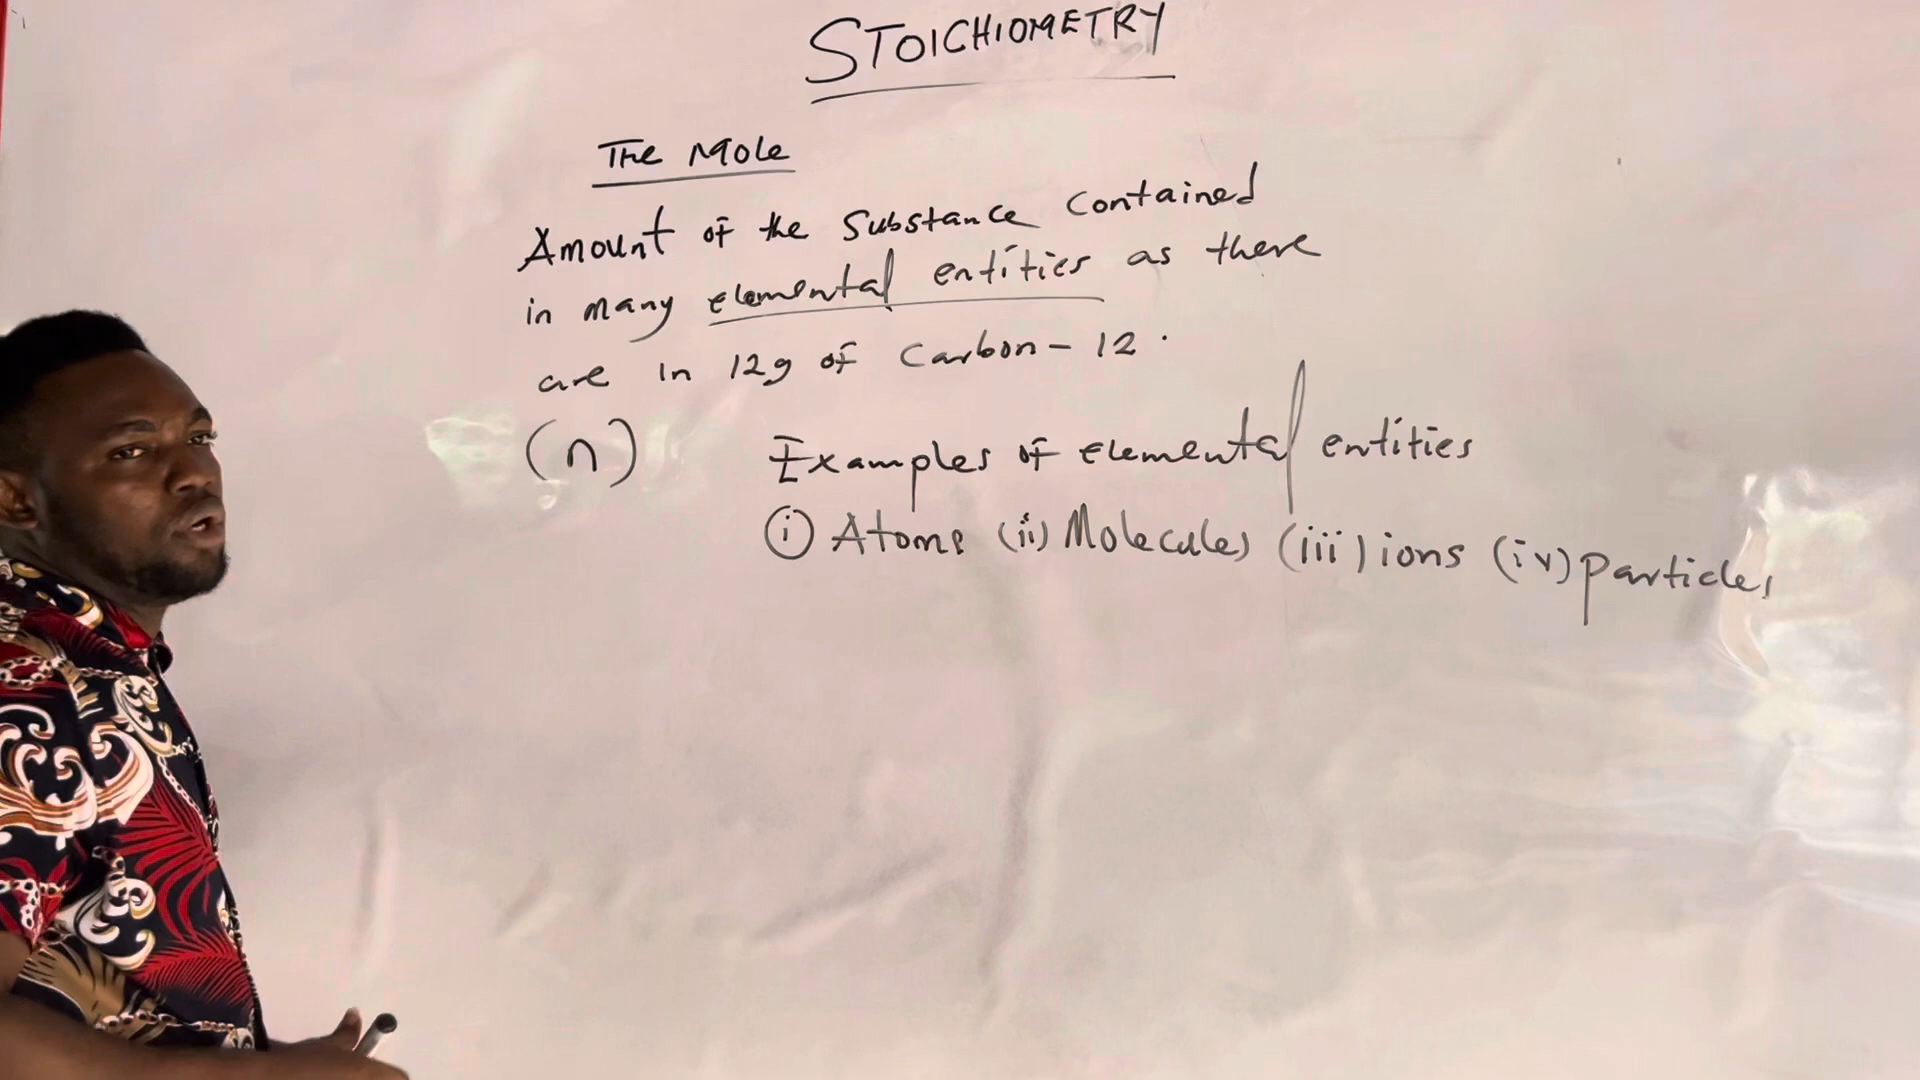 STOICHIOMETRY
The Mole
Amount of the Substance Contained
in many elemental entities as there
are in 12g of Carbon-12.
(n)
Examples of elemental entities
(i) Atoms (ii) Molecules (iii) ions (iv) particles